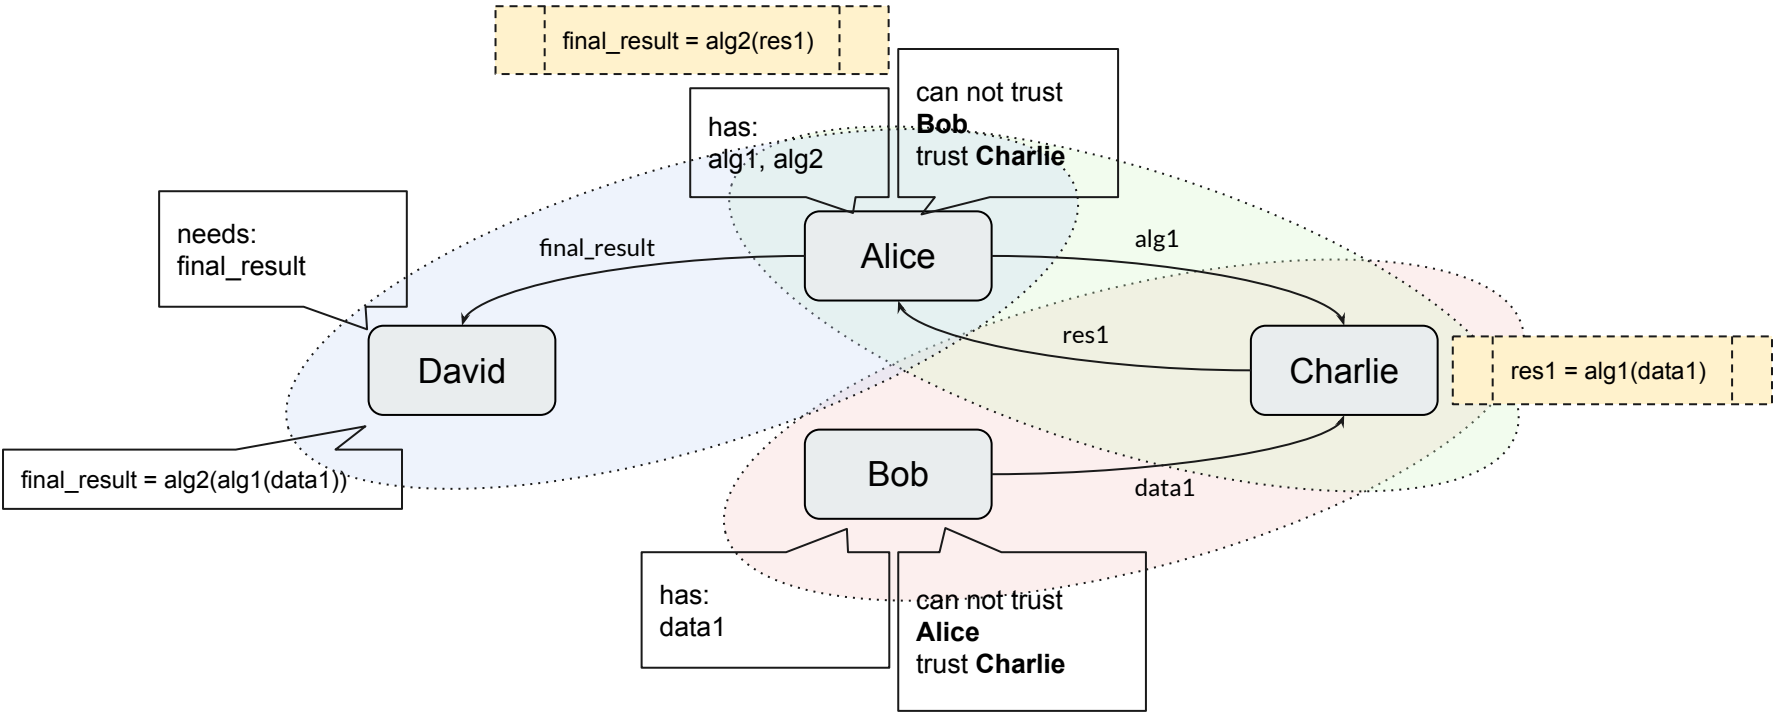 final_result = alg2(res1)
can not trust
Bob
trust Charlie
has:
alg1, alg2
needs:
final_result
final_result
Alice
alg1
res1
David
Charlie
res1 = alg1(data1)
final_result = alg2(alg1(data1))
Bob
data1
has:
data1
can not trust
Alice
trust Charlie